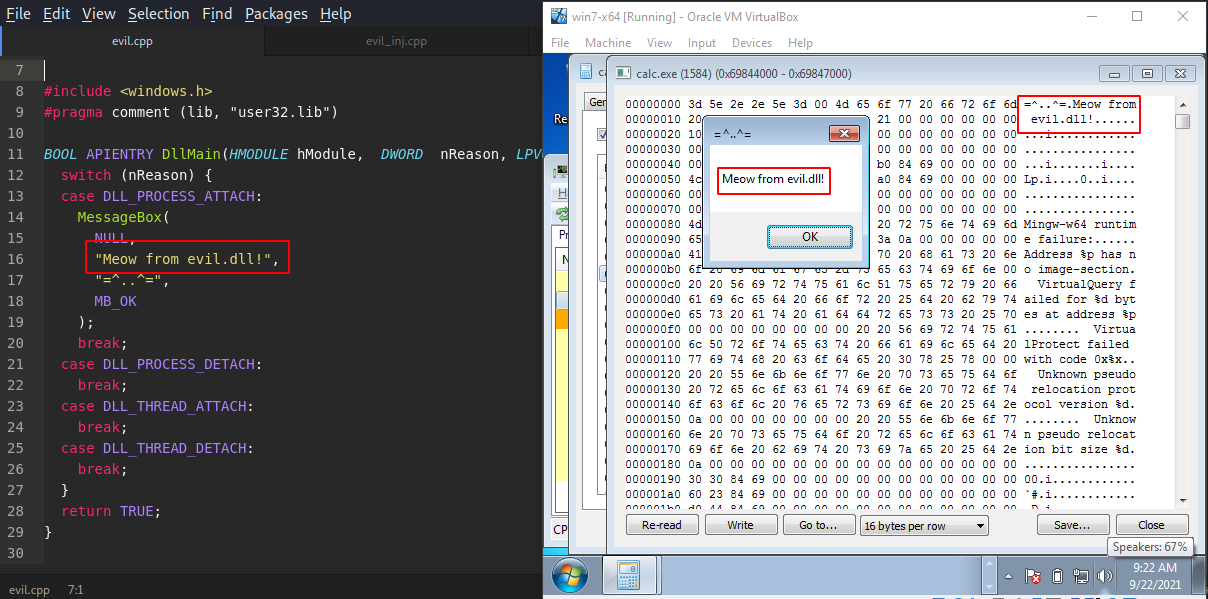 File Edit View Selection Find Packages Help
evil.cpp
evil_inj.cpp
7
8 #include <windows.h>
9 #pragma comment (lib, "user32.lib")
10
11 BOOL APIENTRY DllMain(HMODULE hModule,  DWORD  nReason, LPV
12 switch (nReason) {
13 case DLL_PROCESS_ATTACH:
14 MessageBox(
15 NULL,
16 "Meow from evil.dll!",
17 "=^..^=",
18 MB_OK
19 );
20 break;
21 case DLL_PROCESS_DETACH:
22 break;
23 case DLL_THREAD_ATTACH:
24 break;
25 case DLL_THREAD_DETACH:
26 break;
27 }
28 return TRUE;
29 }
30
evil.cpp 7:1
win7-x64 [Running] - Oracle VM VirtualBox
File Machine View Input Devices Help
calc.exe (1584) (0x69844000 - 0x69847000)
00000000 3d 5e 2e 2e 5e 3d 00 4d 65 6f 77 20 66 72 6f 6d =^..^=.Meow from
00000010 20 21 00 00 00 00 00 00 evil.dll!......
00000020 10
00000030 00
00000040 00 b0 84 69 00 00 00 00 00 ...i.......i....
00000050 4c a0 84 69 00 00 00 00 00 Lp.i....0..i....
00000060 00
00000070 00
00000080 4d 20 72 75 6e 74 69 6d Mingw-w64 runtim
00000090 65 3a 0a 00 00 00 00 00 e failure:......
000000a0 41 70 20 68 61 73 20 6e Address %p has n
000000b0 6f 20 69 6d 61 67 65 2d 73 65 63 74 69 6f 6e 00 o image-section.
000000c0 20 20 56 69 72 74 75 61 6c 51 75 65 72 79 20 66 VirtualQuery f
000000d0 61 69 6c 65 64 20 66 6f 72 20 25 64 20 62 79 74 ailed for %d byt
000000e0 65 73 20 61 74 20 61 64 64 72 65 73 73 20 25 70 es at address %p
000000f0 00 00 00 00 00 00 00 00 20 20 56 69 72 74 75 61 ........  Virtua
00000100 6c 50 72 6f 74 65 63 74 20 66 61 69 6c 65 64 20 lProtect failed
00000110 77 69 74 68 20 63 6f 64 65 20 30 78 25 78 00 00 with code 0x%x..
00000120 20 20 55 6e 6b 6e 6f 77 6e 20 70 73 65 75 64 6f Unknown pseudo
00000130 20 72 65 6c 6f 63 61 74 69 6f 6e 20 70 72 6f 74 relocation prot
00000140 6f 63 6f 6c 20 76 65 72 73 69 6f 6e 20 25 64 2e ocol version %d.
00000150 0a 00 00 00 00 00 00 00 20 20 55 6e 6b 6e 6f 77 ........  Unknow
00000160 6e 20 70 73 65 75 64 6f 20 72 65 6c 6f 63 61 74 n pseudo relocat
00000170 69 6f 6e 20 62 69 74 20 73 69 7a 65 20 25 64 2e ion bit size %d.
00000180 0a 00 00 00 00 00 00 00 00 00 00 00 00 00 00 00 ................
00000190 30 30 84 69 00 00 00 00 00 00 00 00 00 00 00 00 00.i............
000001a0 60 23 84 69 00 00 00 00 00 00 00 00 00 00 00 00 `#.i............
=^..^=
Meow from evil.dll!
OK
Re-read Write Go to... 16 bytes per row Save... Close
Speakers: 67%
9:22 AM
9/22/2021